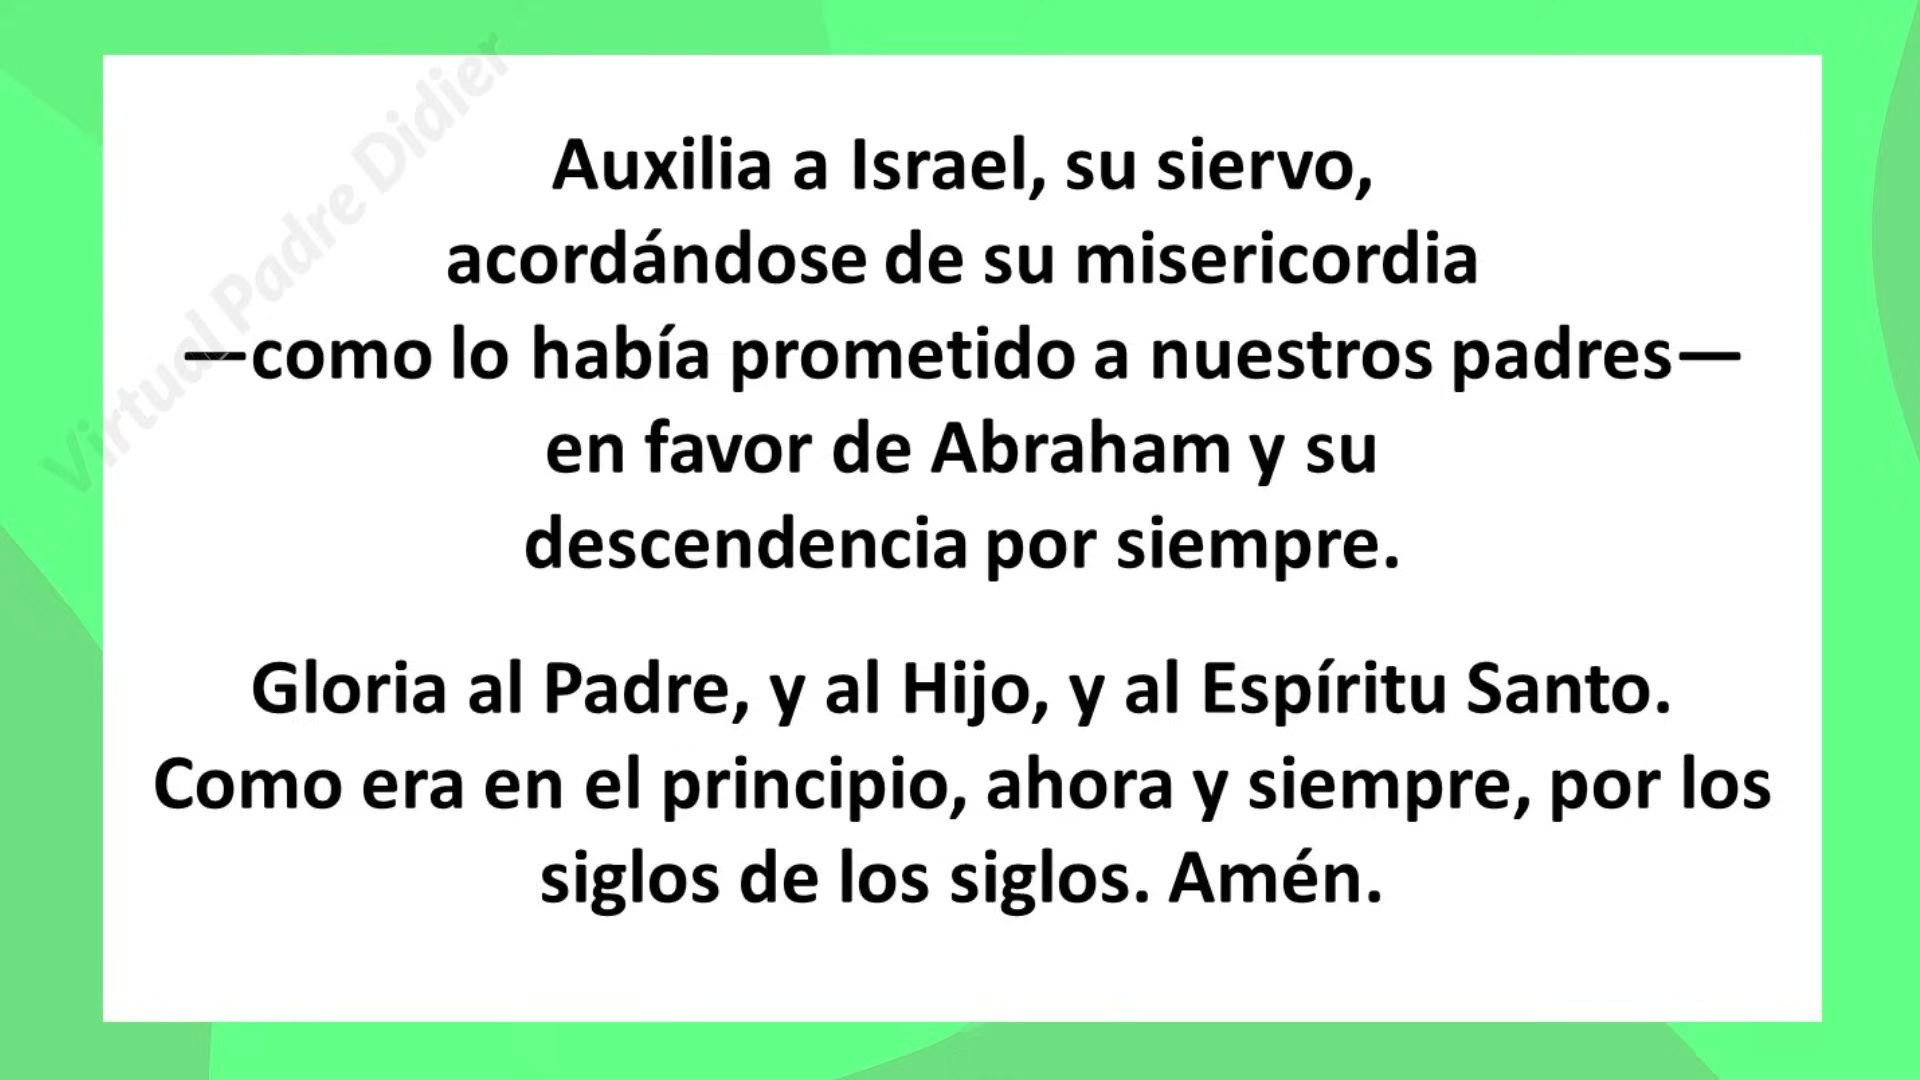 Virtual Padre Didier
Auxilia a Israel, su siervo,
acordándose de su misericordia
—como lo había prometido a nuestros padres—
en favor de Abraham y su
descendencia por siempre.
Gloria al Padre, y al Hijo, y al Espíritu Santo.
Como era en el principio, ahora y siempre, por los
siglos de los siglos. Amén.